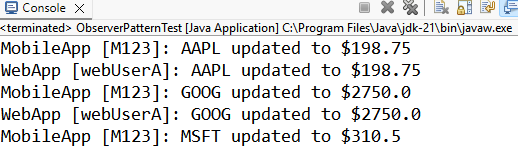 Console
<terminated> ObserverPatternTest [Java Application] C:\Program Files\Java\jdk-21\bin\javaw.exe
MobileApp [M123]: AAPL updated to $198.75
WebApp [webUserA]: AAPL updated to $198.75
MobileApp [M123]: GOOG updated to $2750.0
WebApp [webUserA]: GOOG updated to $2750.0
MobileApp [M123]: MSFT updated to $310.5